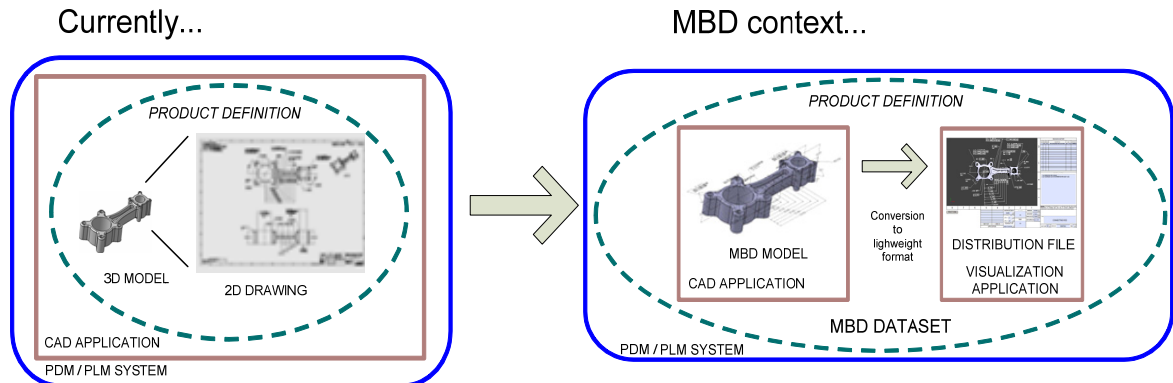 Currently...
PRODUCT DEFINITION
3D MODEL
2D DRAWING
CAD APPLICATION
PDM / PLM SYSTEM
MBD context...
PRODUCT DEFINITION
MBD MODEL
CAD APPLICATION
Conversion
to
lighweight
format
DISTRIBUTION FILE
VISUALIZATION
APPLICATION
MBD DATASET
PDM / PLM SYSTEM